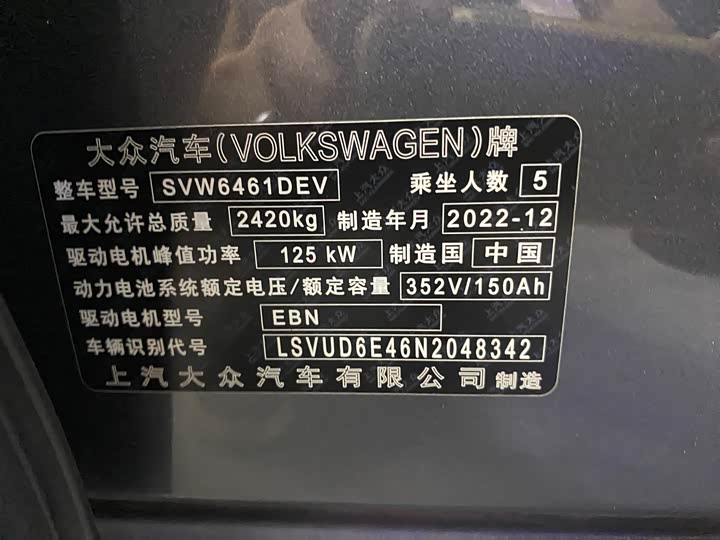 大众汽车(VOLKSWAGEN)牌
整车型号 SVW6461DEV 乘坐人数 5
最大允许总质量 2420kg 制造年月 2022-12
驱动电机峰值功率 125 kW 制造国 中国
动力电池系统额定电压/额定容量 352V/150Ah
驱动电机型号 EBN
车辆识别代号 LSVUD6E46N2048342
上汽大众汽车有限公司 制造